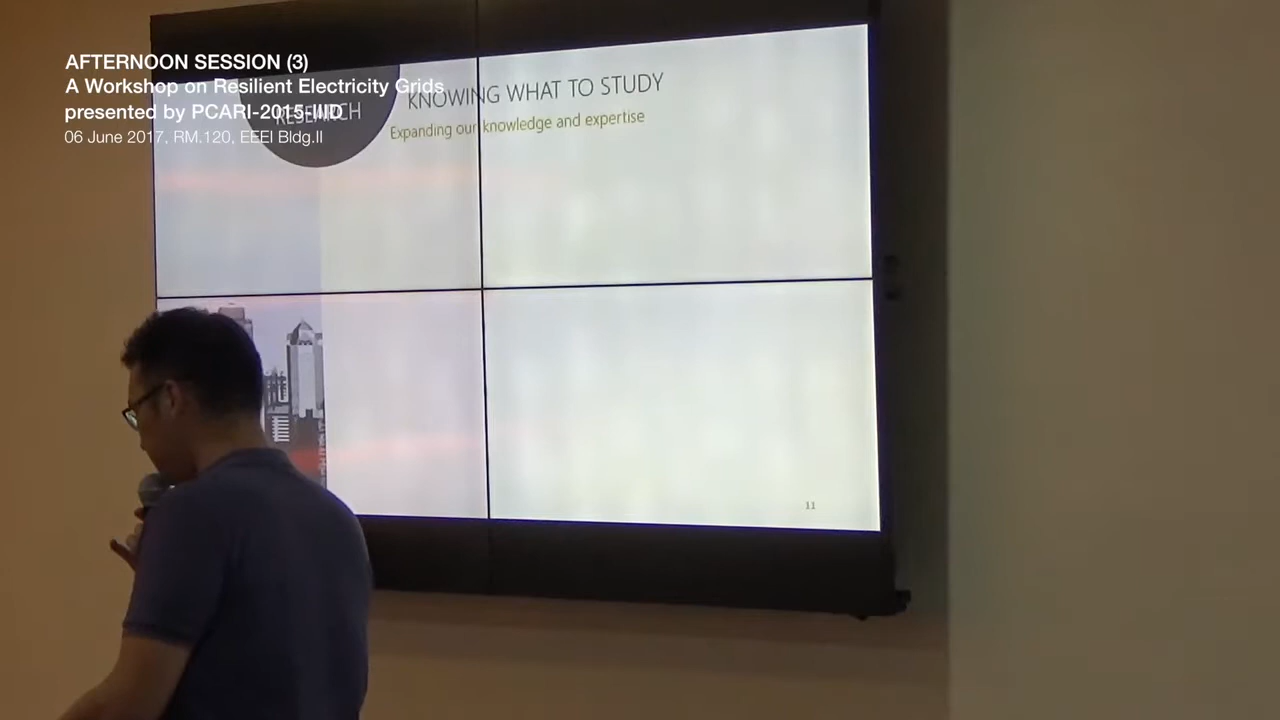 AFTERNOON SESSION (3)
A Workshop on Resilient Electricity Grids
presented by PCARI-2015-IIID
06 June 2017, RM.120, EEEI Bldg.II
RESEARCH
KNOWING WHAT TO STUDY
Expanding our knowledge and expertise
11